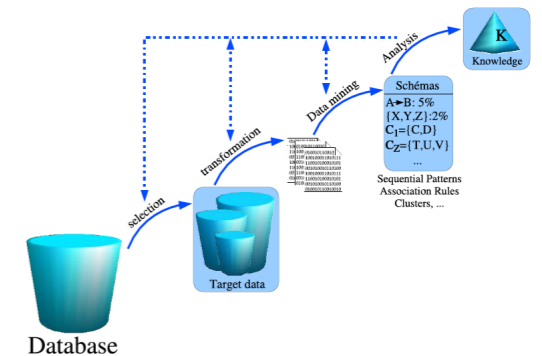 K
Knowledge
Analysis
Schémas
A➔B: 5%
{X,Y,Z}:2%
C1={C,D}
CZ={T,U,V}
...
Data mining
Sequential Patterns
Association Rules
Clusters, ...
transformation
selection
Target data
Database